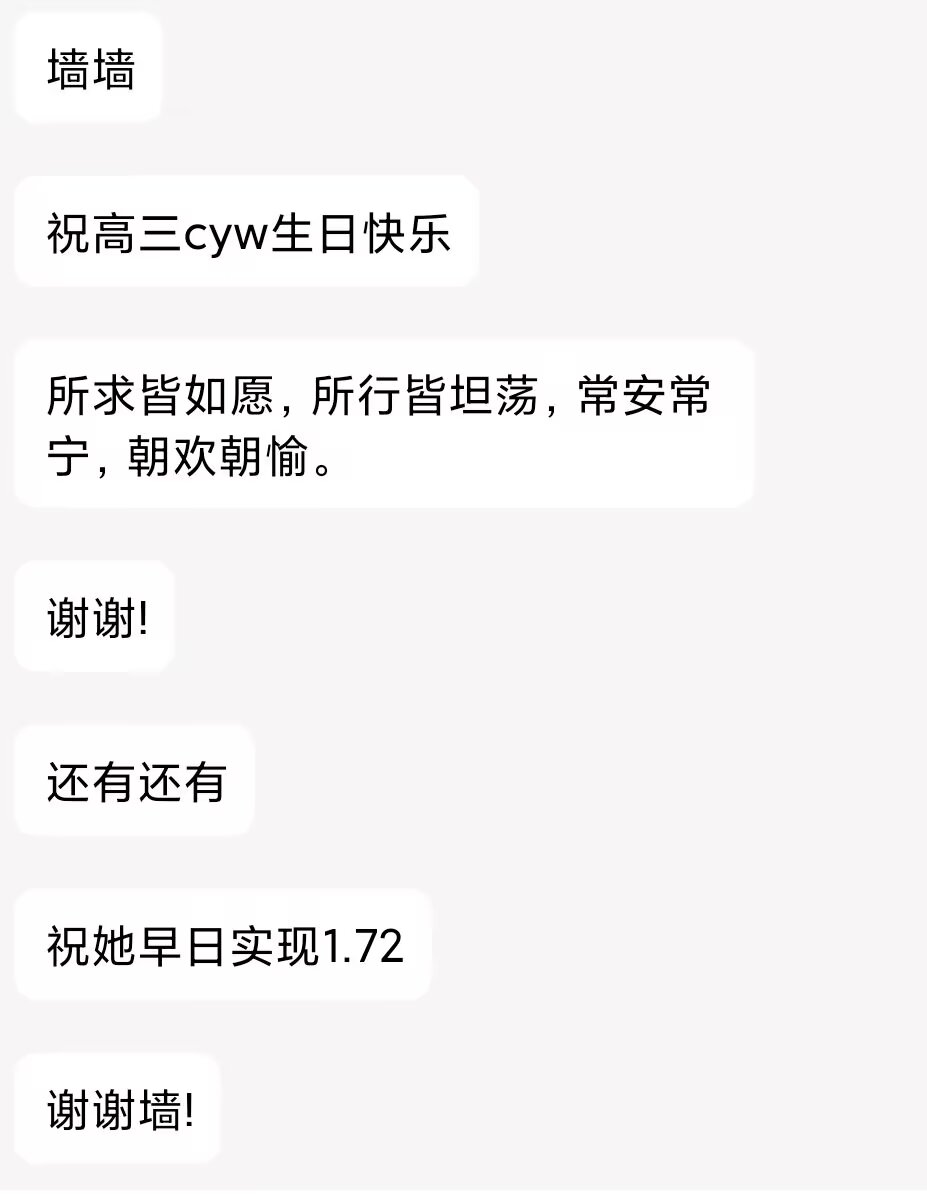 墙墙
祝高三cyw生日快乐
所求皆如愿，所行皆坦荡，常安常
宁，朝欢朝愉。
谢谢!
还有还有
祝她早日实现1.72
谢谢墙!